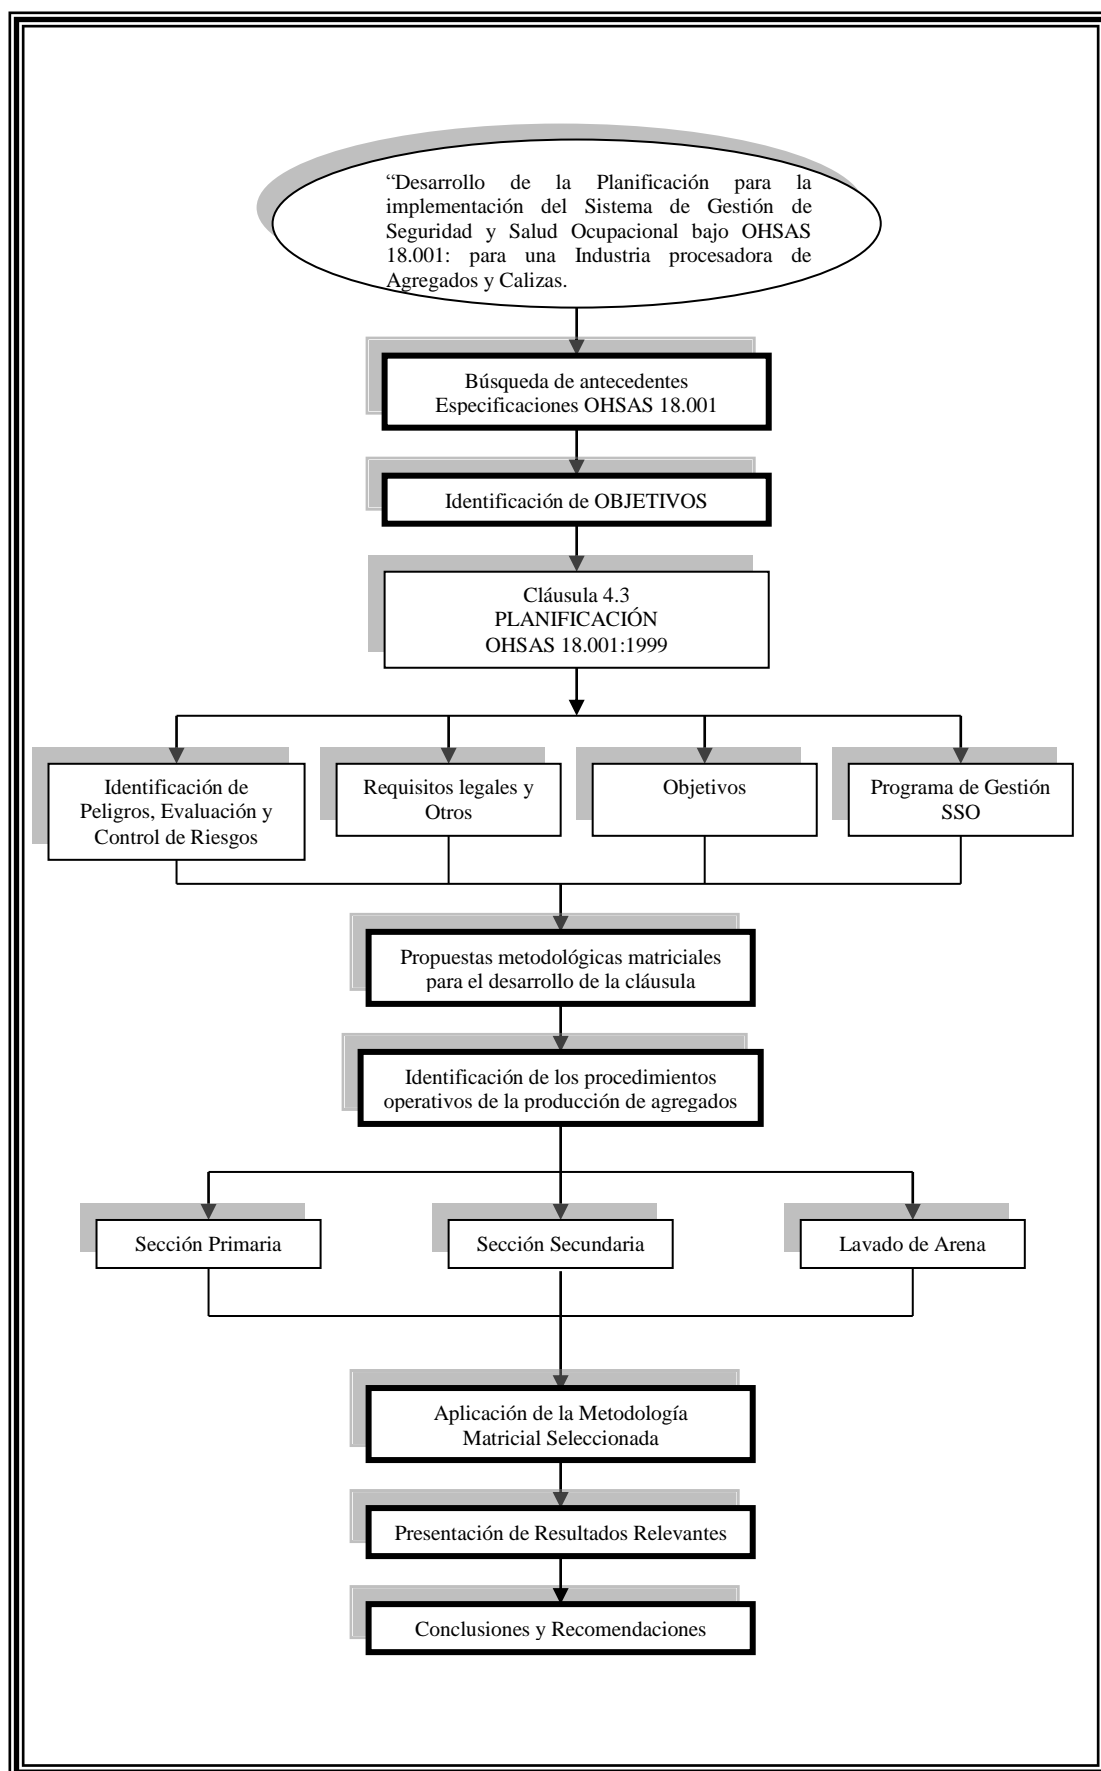 “Desarrollo de la Planificación para la
implementación del Sistema de Gestión de
Seguridad y Salud Ocupacional bajo OHSAS
18.001: para una Industria procesadora de
Agregados y Calizas.
Búsqueda de antecedentes
Especificaciones OHSAS 18.001
Identificación de OBJETIVOS
Cláusula 4.3
PLANIFICACIÓN
OHSAS 18.001:1999
Identificación de
Peligros, Evaluación y
Control de Riesgos
Requisitos legales y
Otros
Objetivos
Programa de Gestión
SSO
Propuestas metodológicas matriciales
para el desarrollo de la cláusula
Identificación de los procedimientos
operativos de la producción de agregados
Sección Primaria
Sección Secundaria
Lavado de Arena
Aplicación de la Metodología
Matricial Seleccionada
Presentación de Resultados Relevantes
Conclusiones y Recomendaciones